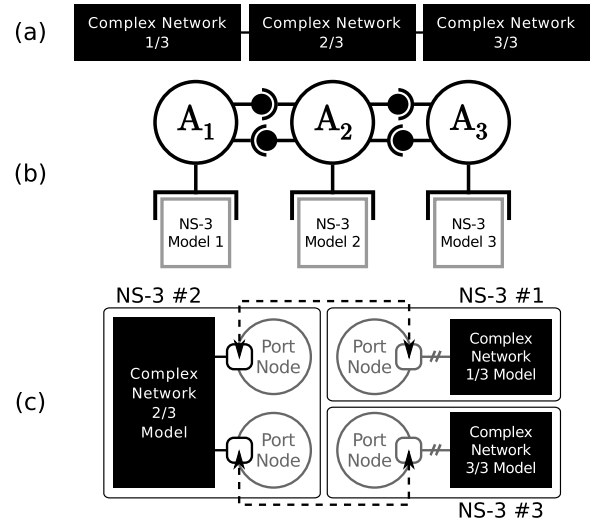 (a)
Complex Network
1/3
Complex Network
2/3
Complex Network
3/3
(b)
A1
A2
A3
NS-3
Model 1
NS-3
Model 2
NS-3
Model 3
(c)
NS-3 #2
Complex
Network
2/3
Model
Port
Node
Port
Node
NS-3 #1
Port
Node
Complex
Network
1/3 Model
Port
Node
Complex
Network
3/3 Model
NS-3 #3